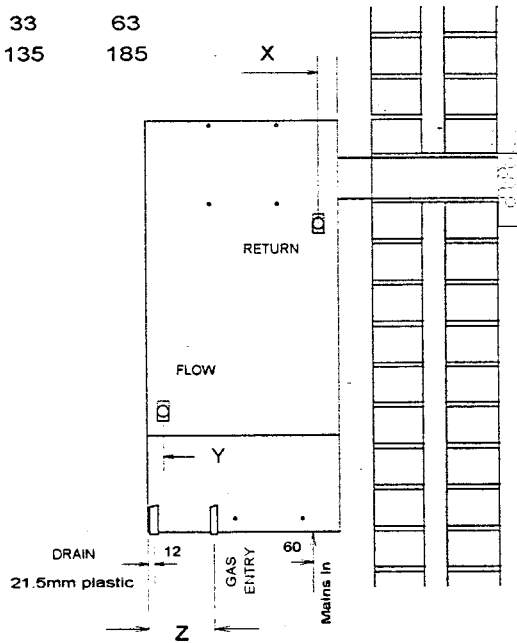 33 63
135 185
X
RETURN
FLOW
Y
DRAIN 12
21.5mm plastic
GAS
ENTRY
60
Mains In
Z